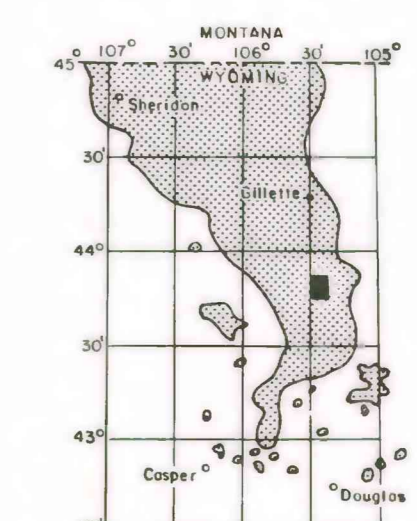 MONTANA
45° 107° 30' 106° 30' 105°
WYOMING
Sheridan
30'
Gillette
44°
30'
43°
Casper
Douglas